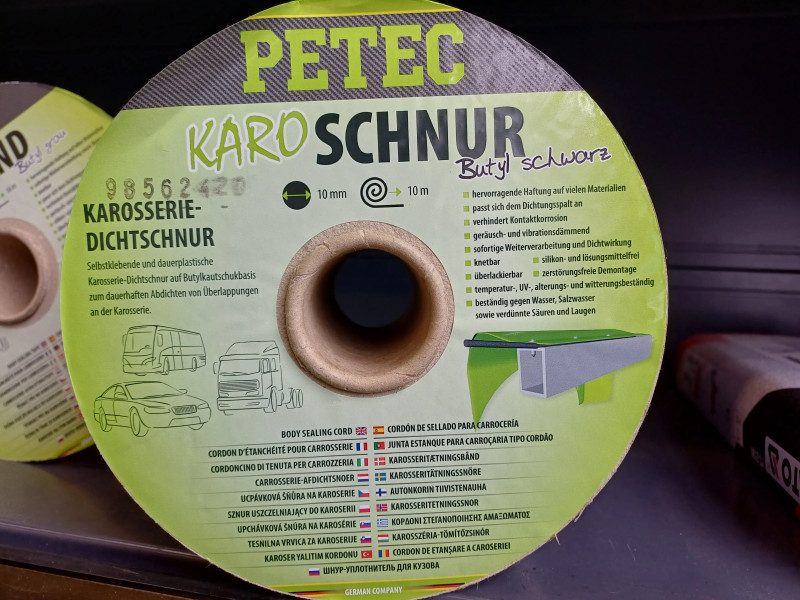 PETEC
KARO SCHNUR
Butyl schwarz
98562420
10 mm
10 m
KAROSSERIE-
DICHTSCHNUR
Selbstklebende und dauerplastische
Karosserie-Dichtschnur auf Butylkautschukbasis
zum dauerhaften Abdichten von Überlappungen
an der Karosserie.
hervorragende Haftung auf vielen Materialien
passt sich dem Dichtungsspalt an
verhindert Kontaktkorrosion
geräusch- und vibrationsdämmend
sofortige Weiterverarbeitung und Dichtwirkung
knetbar
silikon- und lösungsmittelfrei
überlackierbar
zerstörungsfreie Demontage
temperatur-, UV-, alterungs- und witterungsbeständig
beständig gegen Wasser, Salzwasser
sowie verdünnte Säuren und Laugen
BODY SEALING CORD
CORDON D'ÉTANCHÉITÉ POUR CARROSSERIE
CORDONCINO DI TENUTA PER CARROZZERIA
CARROSSERIE-AFDICHTSNOER
UCPÁVKOVÁ ŠŇŮRA NA KAROSERIE
SZNUR USZCZELNIAJĄCY DO KAROSERII
UPCHÁVKOVÁ ŠNÚRA NA KAROSÉRIE
TESNILNA VRVICA ZA KAROSERIJE
KAROSER YALITIM KORDONU
CORDÓN DE SELLADO PARA CARROCERÍA
JUNTA ESTANQUE PARA CARROÇARIA TIPO CORDÃO
KAROSSERITÆTNINGSBÅND
KAROSSERITÄTNINGSSNÖRE
AUTONKORIN TIIVISTENAUHA
KAROSSERITETNINGSSNOR
ΚΟΡΔΟΝΙ ΣΤΕΓΑΝΟΠΟΙΗΣΗΣ ΑΜΑΞΩΜΑΤΟΣ
KAROSSZÉRIA-TÖMÍTŐZSINÓR
CORDON DE ETANȘARE A CAROSERIEI
ШНУР-УПЛОТНИТЕЛЬ ДЛЯ КУЗОВА
GERMAN COMPANY
ND
Butyl grau